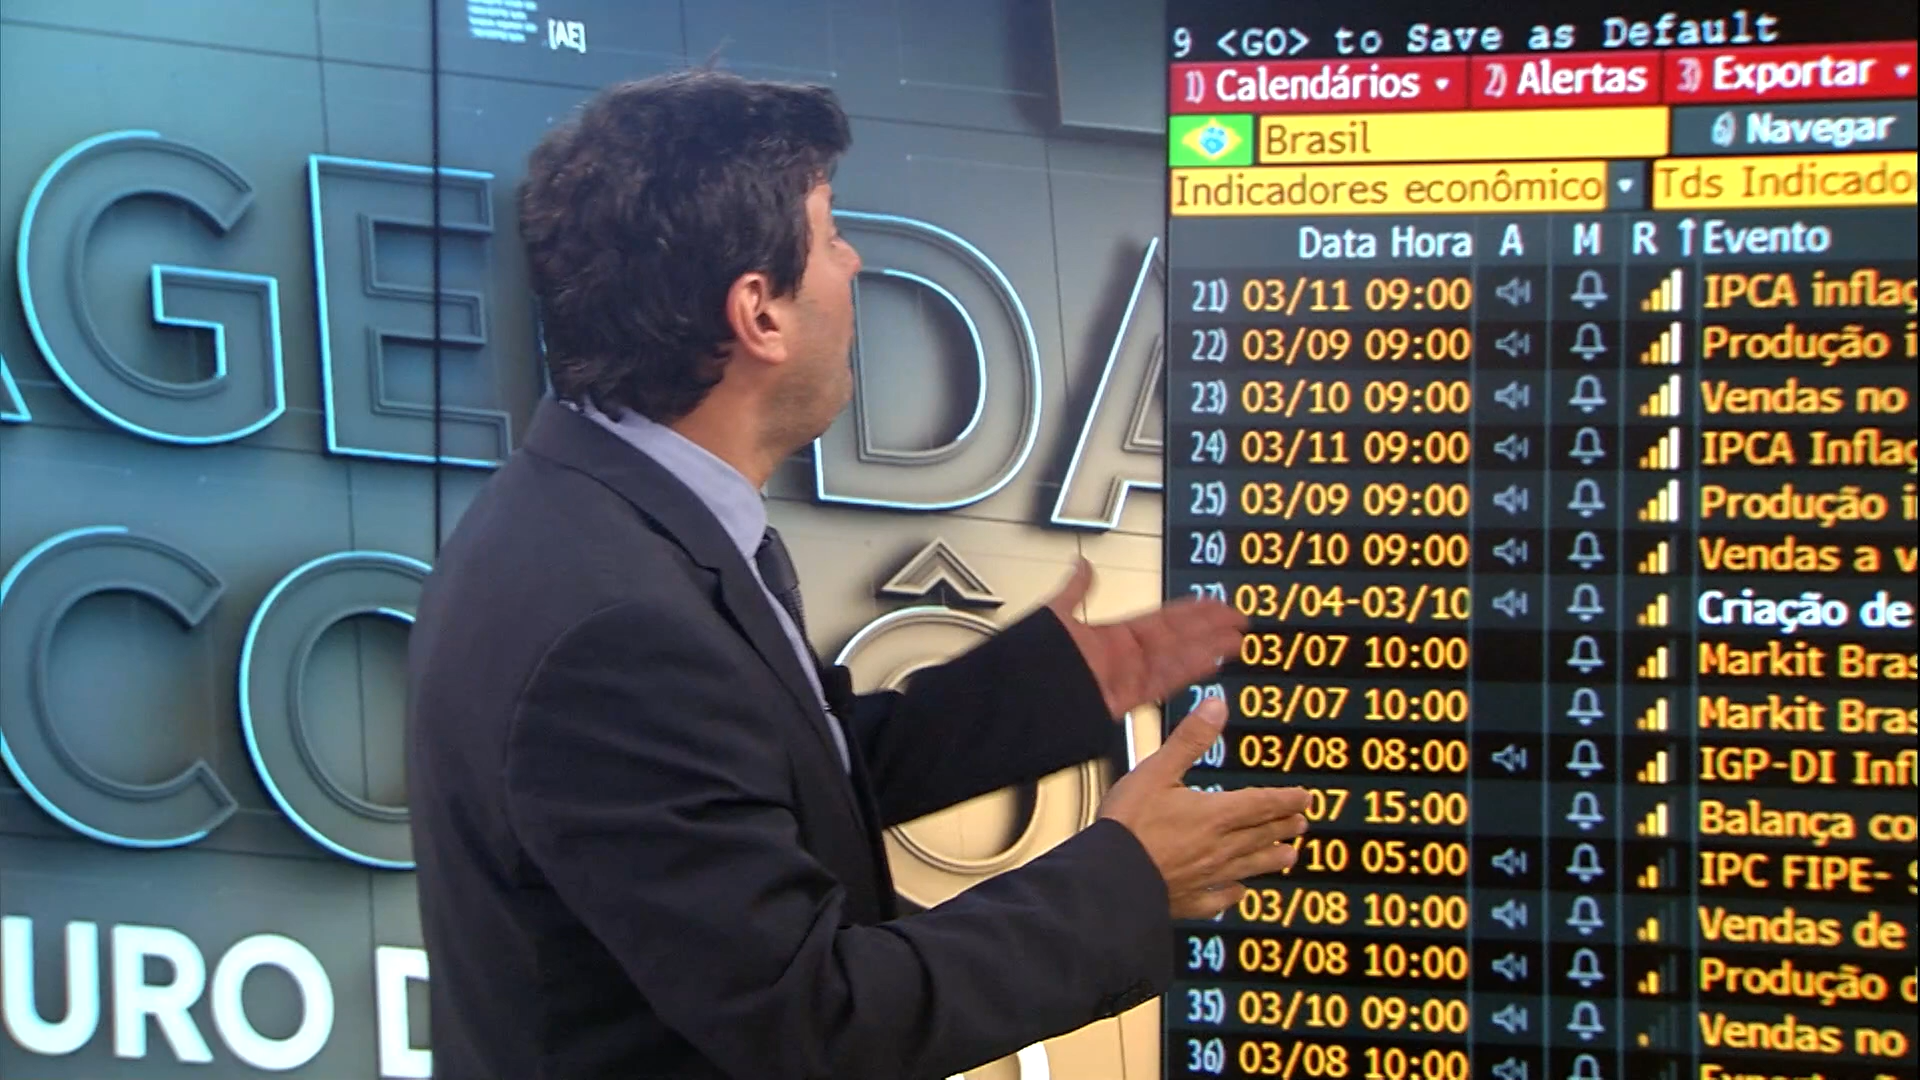 [AE]
AGENDA
ECONÔ
URO D
9 <GO> to Save as Default
1) Calendários 2) Alertas 3) Exportar
Brasil 6) Navegar
Indicadores econômico Tds Indicado
Data Hora A M R ↑ Evento
21) 03/11 09:00 IPCA inflaç
22) 03/09 09:00 Produção i
23) 03/10 09:00 Vendas no
24) 03/11 09:00 IPCA Inflaç
25) 03/09 09:00 Produção i
26) 03/10 09:00 Vendas a v
27) 03/04-03/10 Criação de
03/07 10:00 Markit Bras
03/07 10:00 Markit Bras
03/08 08:00 IGP-DI Infl
07 15:00 Balança co
/10 05:00 IPC FIPE- S
03/08 10:00 Vendas de
34) 03/08 10:00 Produção d
35) 03/10 09:00 Vendas no
36) 03/08 10:00